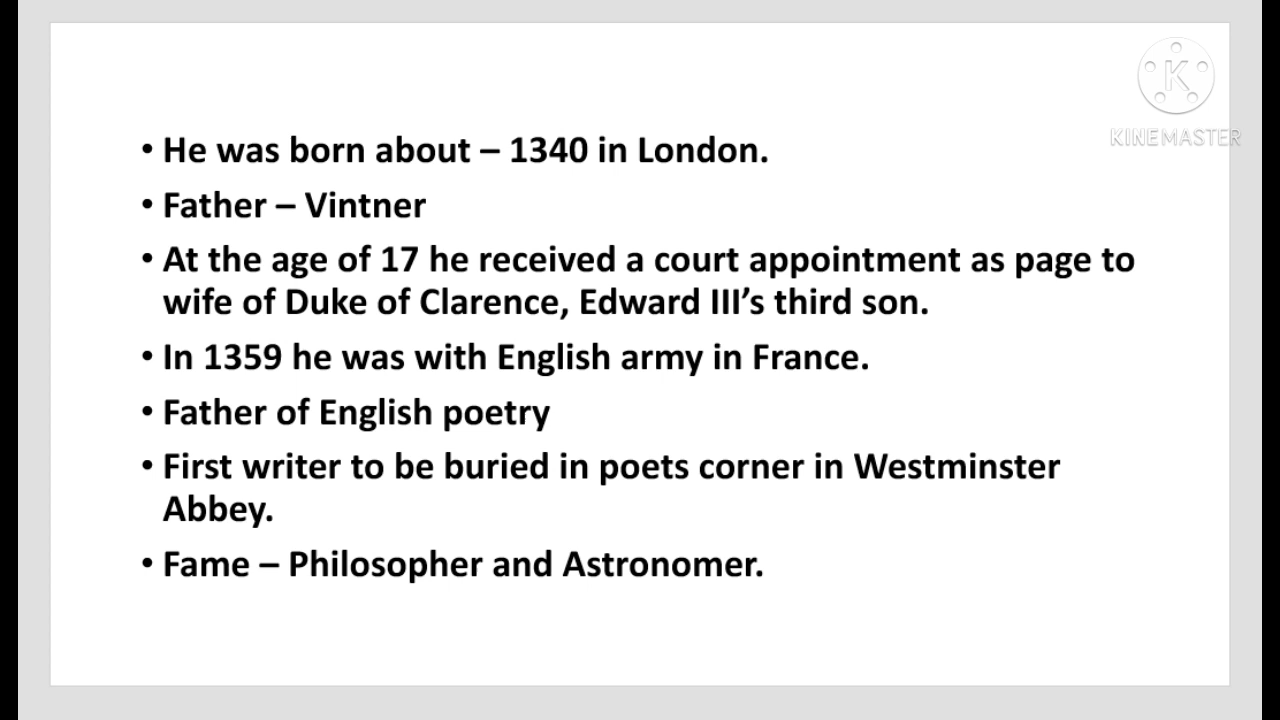 K
KINEMASTER
• He was born about – 1340 in London.
• Father – Vintner
• At the age of 17 he received a court appointment as page to
wife of Duke of Clarence, Edward III’s third son.
• In 1359 he was with English army in France.
• Father of English poetry
• First writer to be buried in poets corner in Westminster
Abbey.
• Fame – Philosopher and Astronomer.